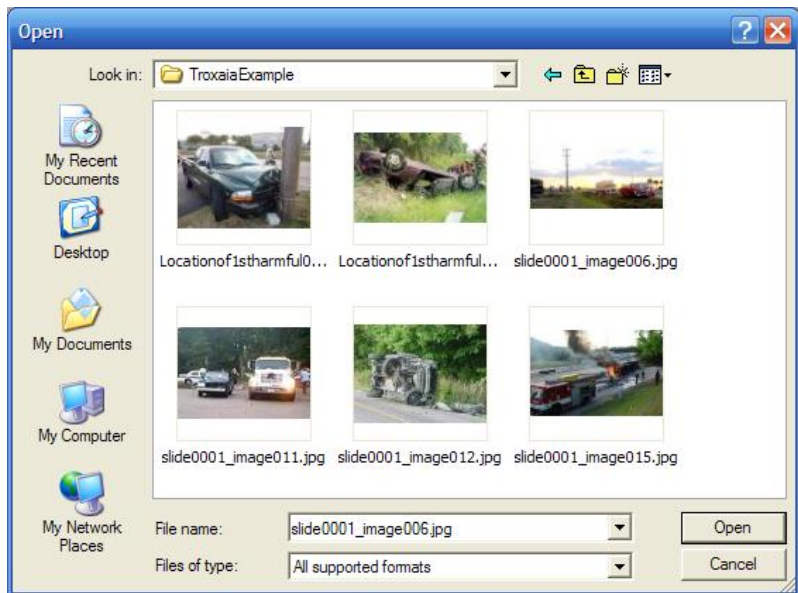 Open
Look in:
TroxaiaExample
My Recent
Documents
Desktop
My Documents
My Computer
My Network
Places
Locationof1stharmful0...
Locationof1stharmful...
slide0001_image006.jpg
slide0001_image011.jpg
slide0001_image012.jpg
slide0001_image015.jpg
File name:
slide0001_image006.jpg
Open
Files of type:
All supported formats
Cancel